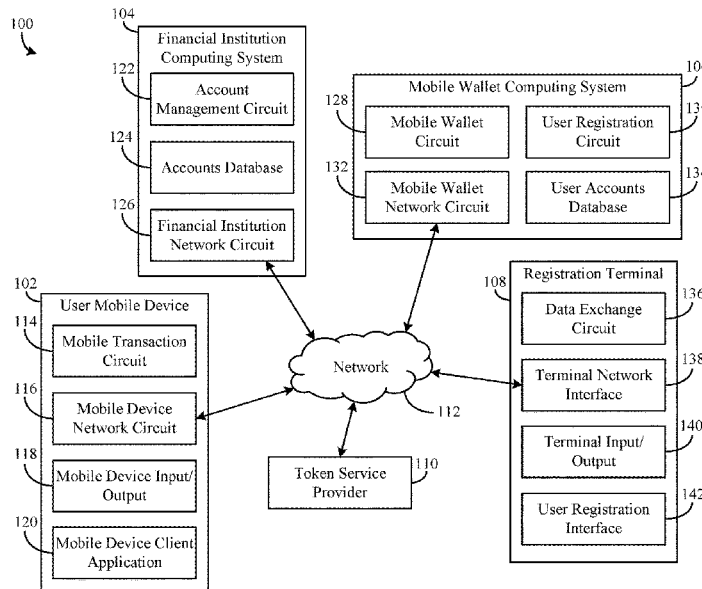 100
104
Financial Institution
Computing System
122
Account
Management Circuit
124
Accounts Database
126
Financial Institution
Network Circuit
Mobile Wallet Computing System
128
Mobile Wallet
Circuit
User Registration
Circuit
132
Mobile Wallet
Network Circuit
User Accounts
Database
134
102
User Mobile Device
114
Mobile Transaction
Circuit
116
Mobile Device
Network Circuit
118
Mobile Device Input/
Output
120
Mobile Device Client
Application
Network
112
Token Service
Provider
110
Registration Terminal
108
Data Exchange
Circuit
136
Terminal Network
Interface
138
Terminal Input/
Output
140
User Registration
Interface
142